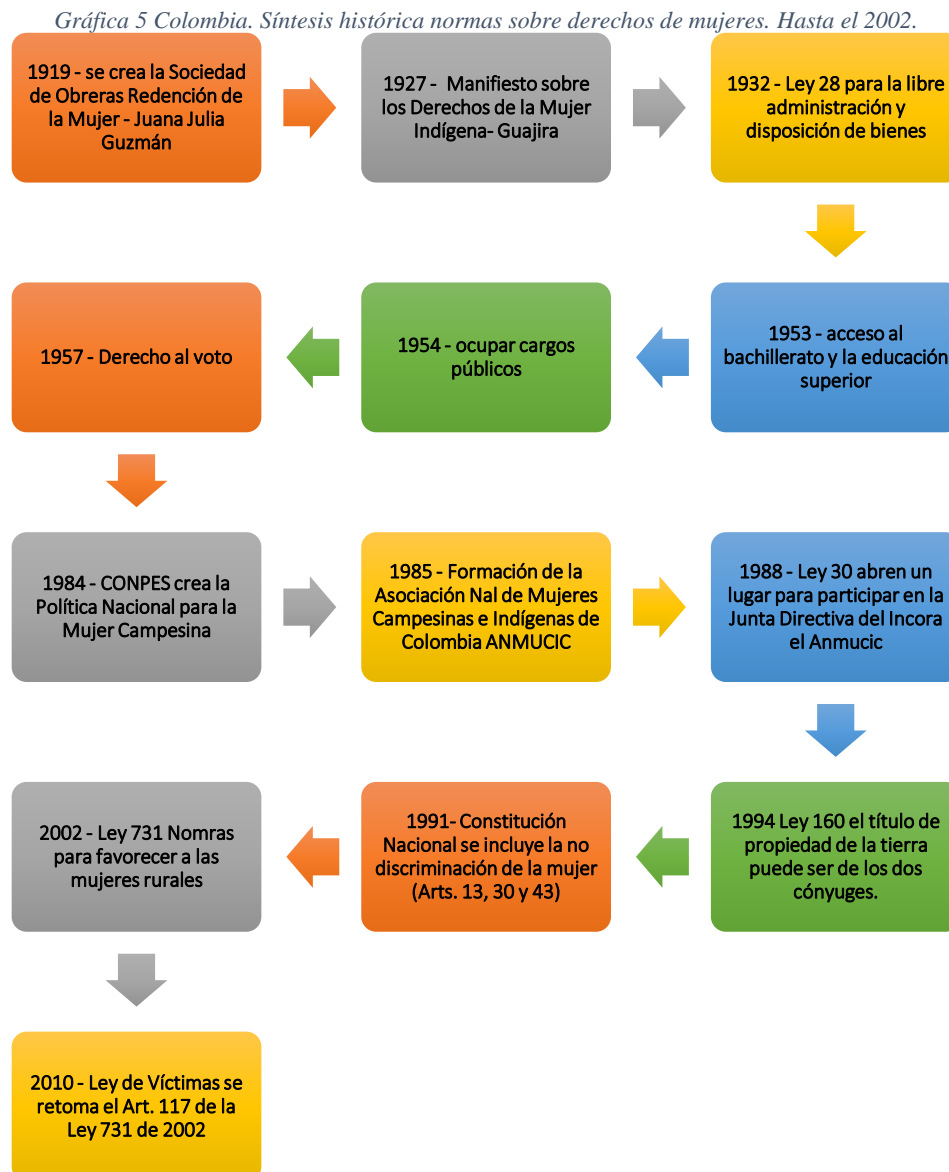 Gráfica 5 Colombia. Síntesis histórica normas sobre derechos de mujeres. Hasta el 2002.
1919 - se crea la Sociedad
de Obreras Redención de
la Mujer - Juana Julia
Guzmán
1927 - Manifiesto sobre
los Derechos de la Mujer
Indígena- Guajira
1932 - Ley 28 para la libre
administración y
disposición de bienes
1953 - acceso al
bachillerato y la educación
superior
1954 - ocupar cargos
públicos
1957 - Derecho al voto
1984 - CONPES crea la
Política Nacional para la
Mujer Campesina
1985 - Formación de la
Asociación Nal de Mujeres
Campesinas e Indígenas de
Colombia ANMUCIC
1988 - Ley 30 abren un
lugar para participar en la
Junta Directiva del Incora
el Anmucic
1994 Ley 160 el título de
propiedad de la tierra
puede ser de los dos
cónyuges.
1991- Constitución
Nacional se incluye la no
discriminación de la mujer
(Arts. 13, 30 y 43)
2002 - Ley 731 Nomras
para favorecer a las
mujeres rurales
2010 - Ley de Víctimas se
retoma el Art. 117 de la
Ley 731 de 2002